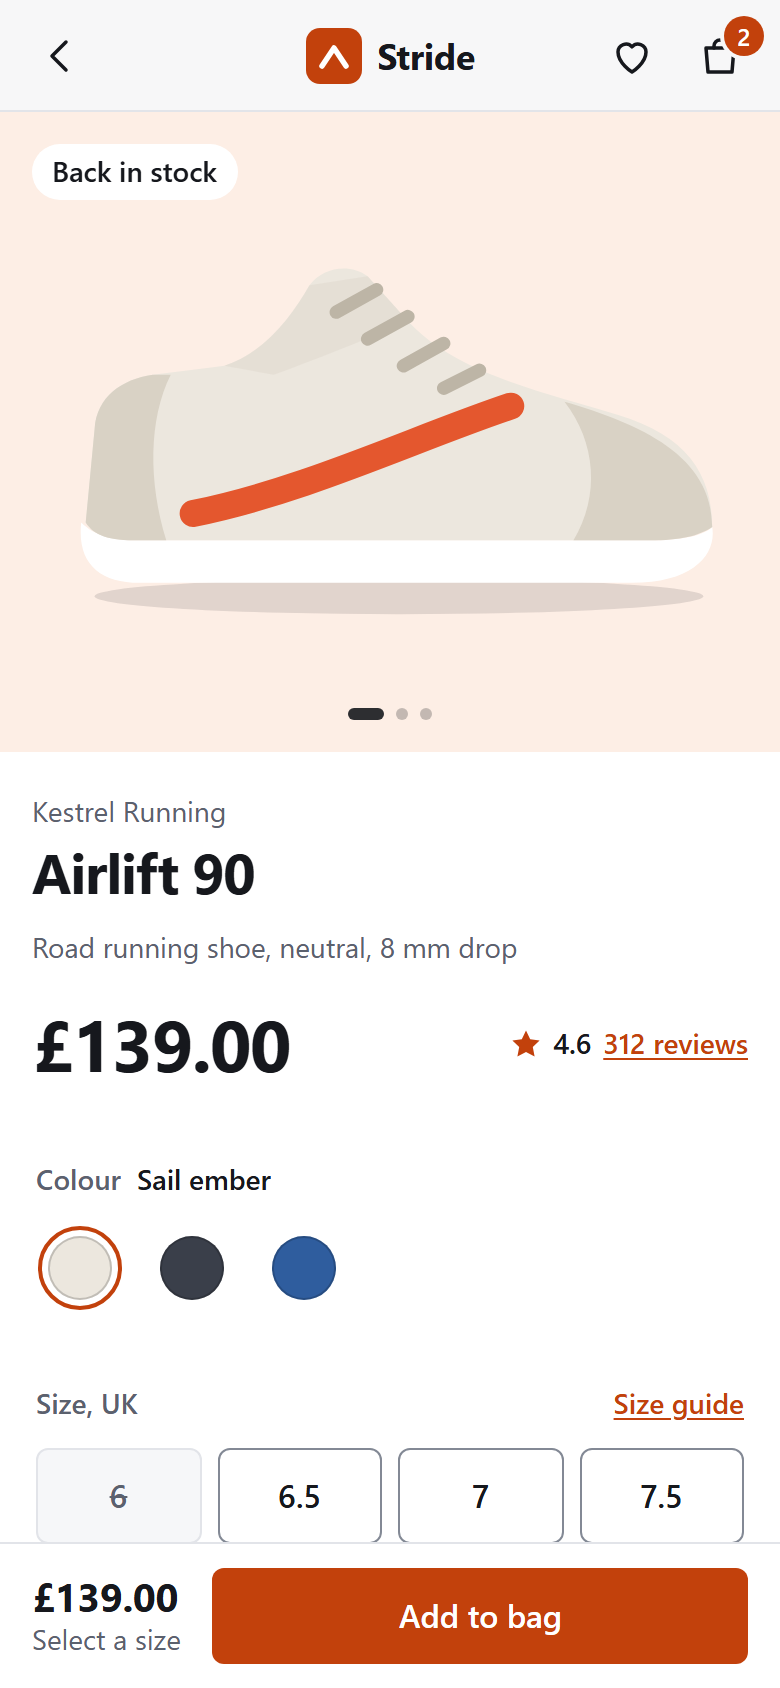 Stride
2
Back in stock
Kestrel Running
Airlift 90
Road running shoe, neutral, 8 mm drop
£139.00
4.6 312 reviews
Colour Sail ember
Size, UK
Size guide
6
6.5
7
7.5
£139.00
Select a size
Add to bag